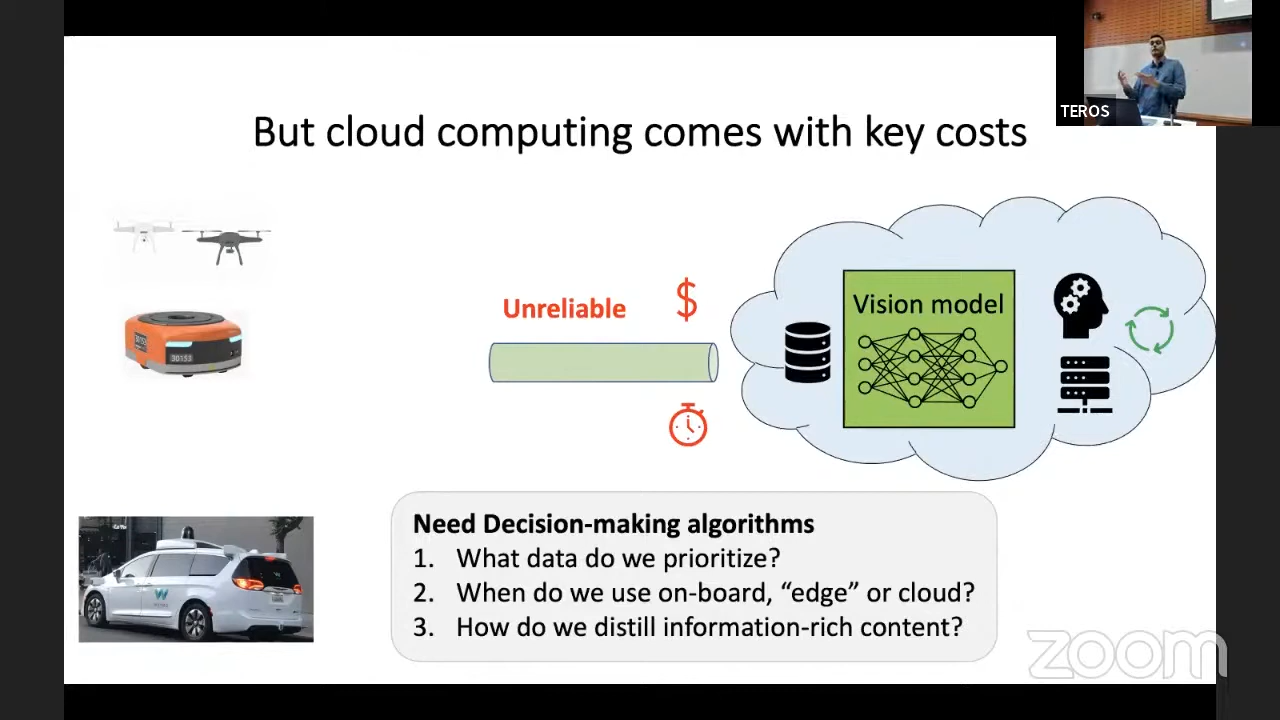 TEROS
But cloud computing comes with key costs
Unreliable
$
Vision model
30153
30153
W
Need Decision-making algorithms
1. What data do we prioritize?
2. When do we use on-board, “edge” or cloud?
3. How do we distill information-rich content?
zoom